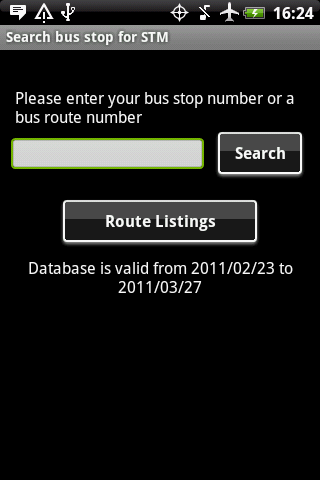 16:24
Search bus stop for STM
Please enter your bus stop number or a
bus route number
Search
Route Listings
Database is valid from 2011/02/23 to
2011/03/27